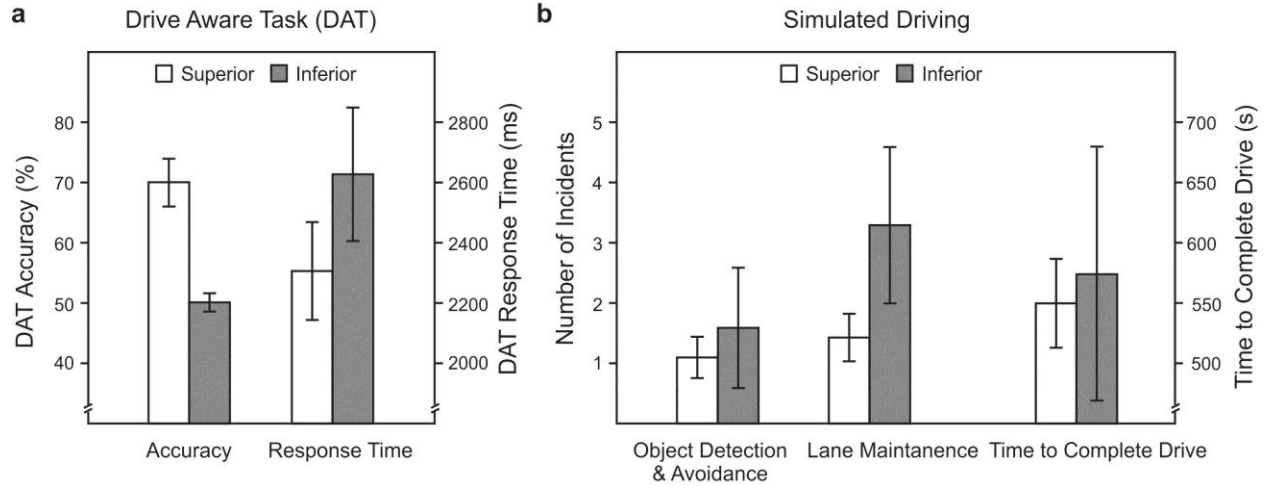 a
Drive Aware Task (DAT)
Superior
Inferior
DAT Accuracy (%)
80
70
60
50
40
2800
2600
2400
2200
2000
DAT Response Time (ms)
Accuracy
Response Time
b
Simulated Driving
Superior
Inferior
Number of Incidents
5
4
3
2
1
700
650
600
550
500
Time to Complete Drive (s)
Object Detection
& Avoidance
Lane Maintanence
Time to Complete Drive